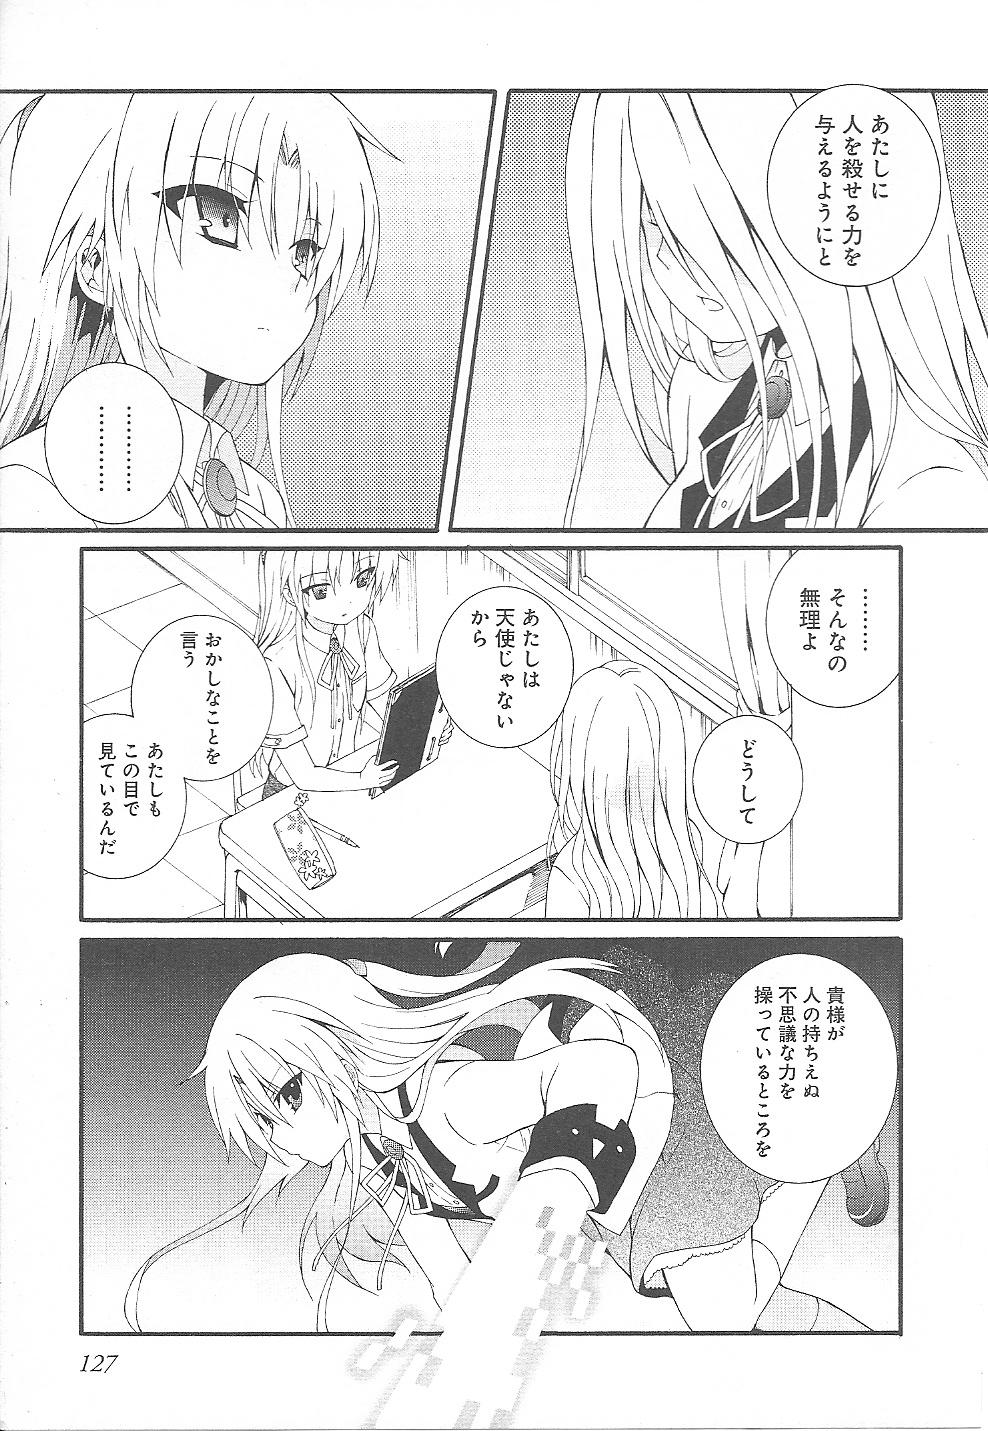 あたしに
人を殺せる力を
与えるようにと
………………
………………
………
そんなの
無理よ
どうして
あたしは
天使じゃない
から
おかしなことを
言う
あたしも
この目で
見ているんだ
貴様が
人の持ちえぬ
不思議な力を
操っているところを
127